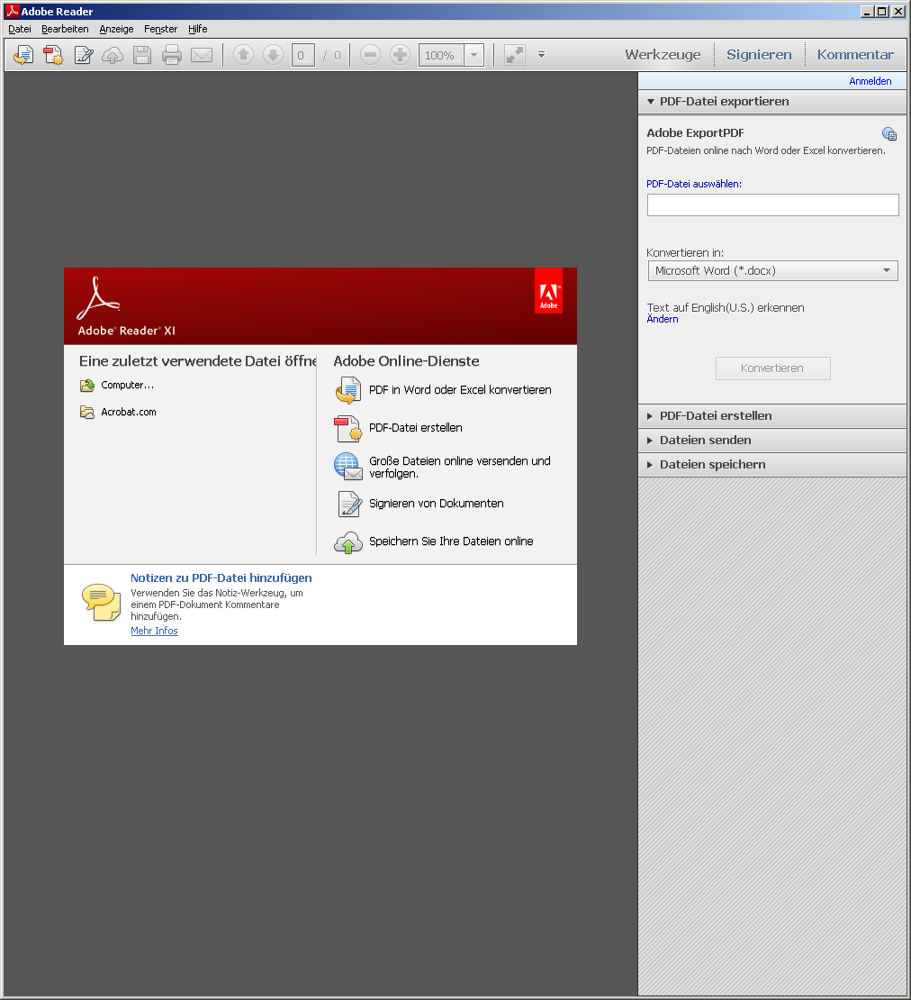 Adobe Reader
Datei Bearbeiten Anzeige Fenster Hilfe
0 / 0 100% Werkzeuge Signieren Kommentar
Anmelden
PDF-Datei exportieren
Adobe ExportPDF
PDF-Dateien online nach Word oder Excel konvertieren.
PDF-Datei auswählen:
Konvertieren in:
Microsoft Word (*.docx)
Text auf English(U.S.) erkennen
Ändern
Konvertieren
PDF-Datei erstellen
Dateien senden
Dateien speichern
Adobe
Adobe® Reader® XI
Eine zuletzt verwendete Datei öffne
Computer...
Acrobat.com
Adobe Online-Dienste
PDF in Word oder Excel konvertieren
PDF-Datei erstellen
Große Dateien online versenden und
verfolgen.
Signieren von Dokumenten
Speichern Sie Ihre Dateien online
Notizen zu PDF-Datei hinzufügen
Verwenden Sie das Notiz-Werkzeug, um
einem PDF-Dokument Kommentare
hinzufügen.
Mehr Infos